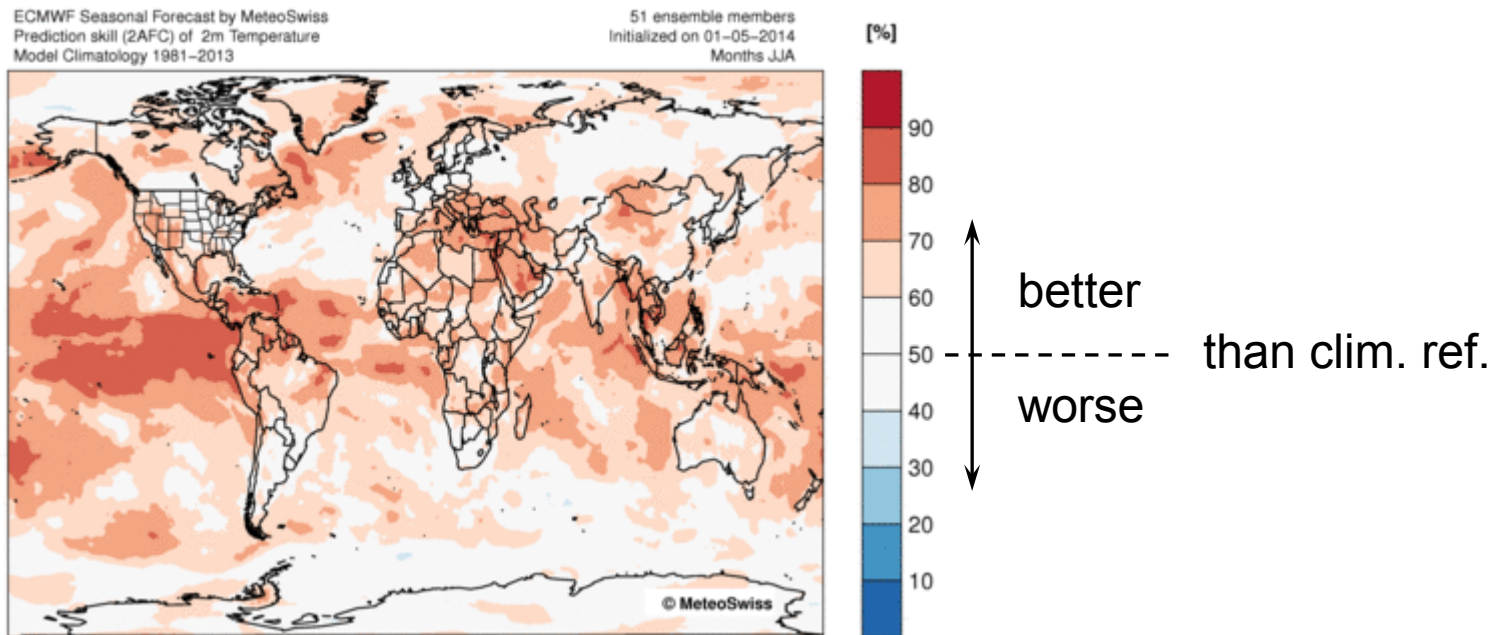 ECMWF Seasonal Forecast by MeteoSwiss
Prediction skill (2AFC) of 2m Temperature
Model Climatology 1981–2013
51 ensemble members
Initialized on 01–05–2014
Months JJA
[%]
90
80
70
60
50
40
30
20
10
better
than clim. ref.
worse
© MeteoSwiss